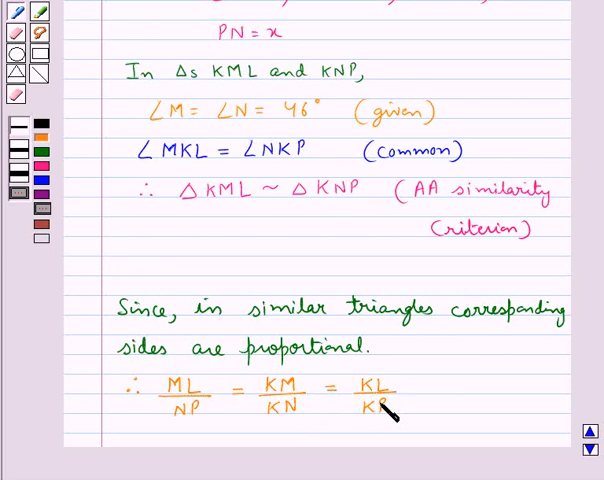 PN = x
In Δs KML and KNP,
∠M = ∠N = 46° (given)
∠MKL = ∠NKP (common)
∴ ΔKML ~ ΔKNP (AA similarity
Criterion)
Since, in similar triangles corresponding
sides are proportional.
∴ ML/NP = KM/KN = KL/KP